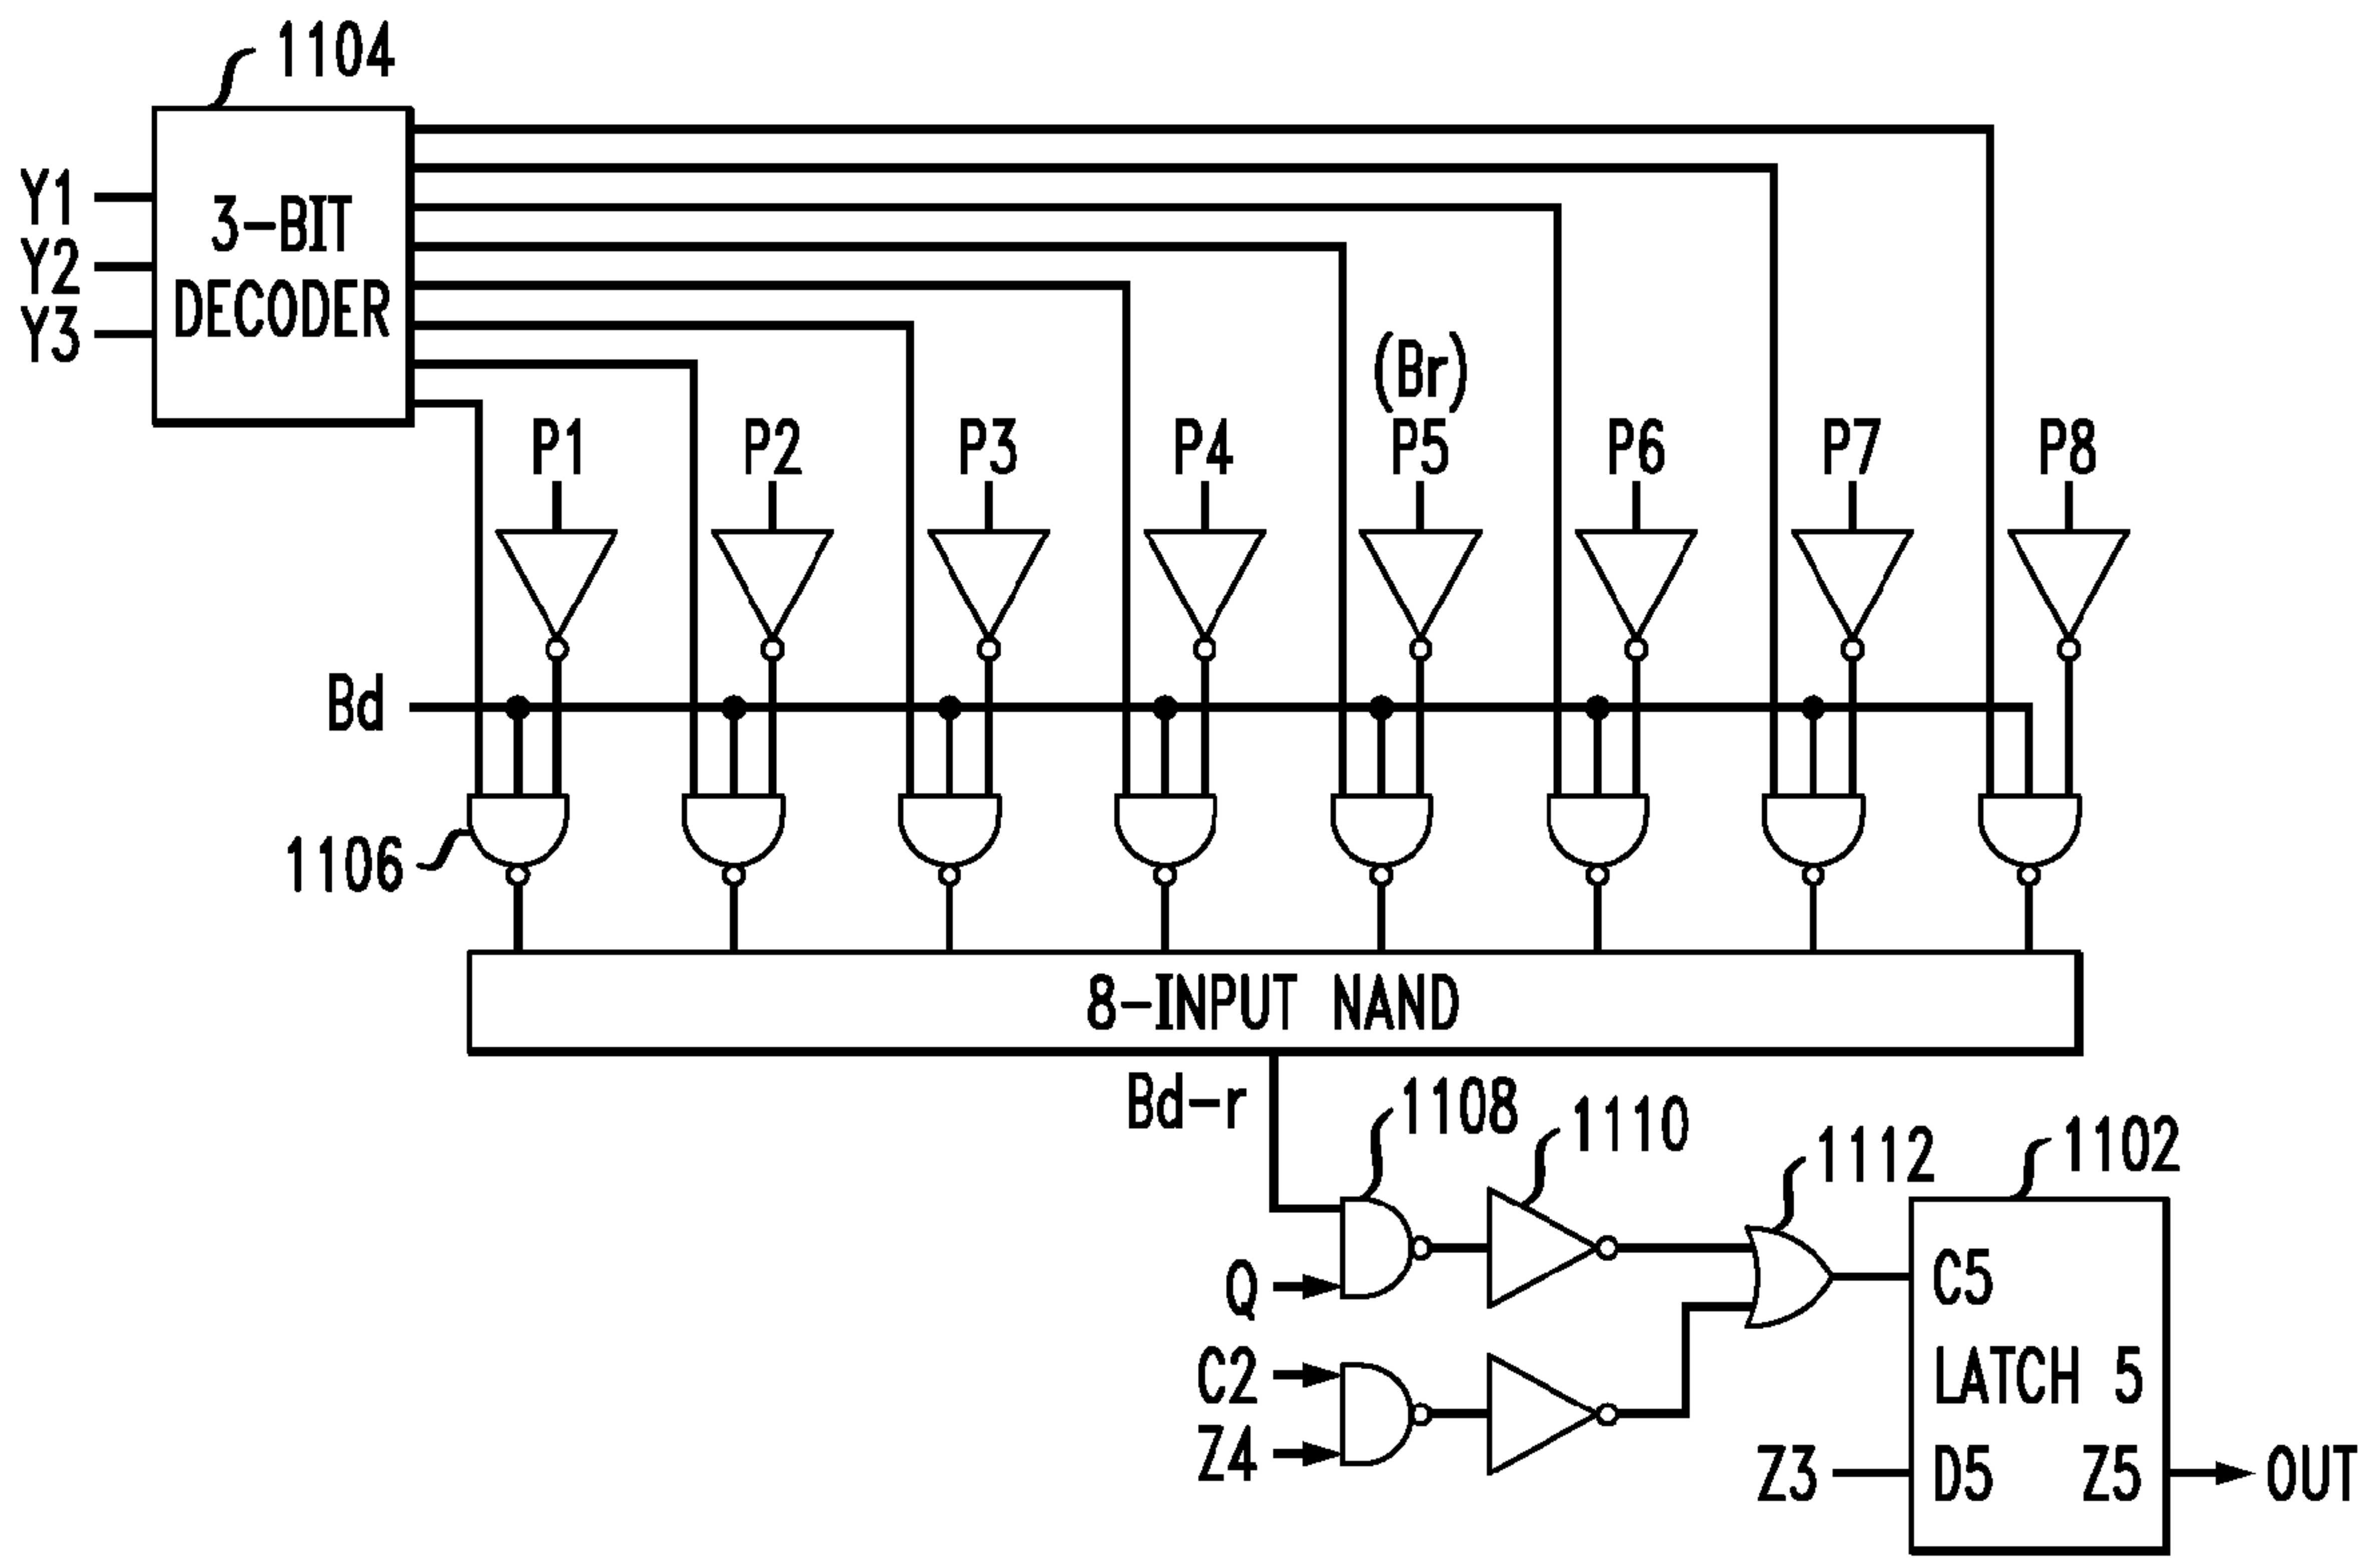 1104
Y1
Y2
Y3
3-BIT
DECODER
(Br)
P1
P2
P3
P4
P5
P6
P7
P8
Bd
1106
8-INPUT NAND
Bd-r
1108
1110
1112
1102
Q
C2
Z4
C5
LATCH 5
Z3
D5
Z5
OUT